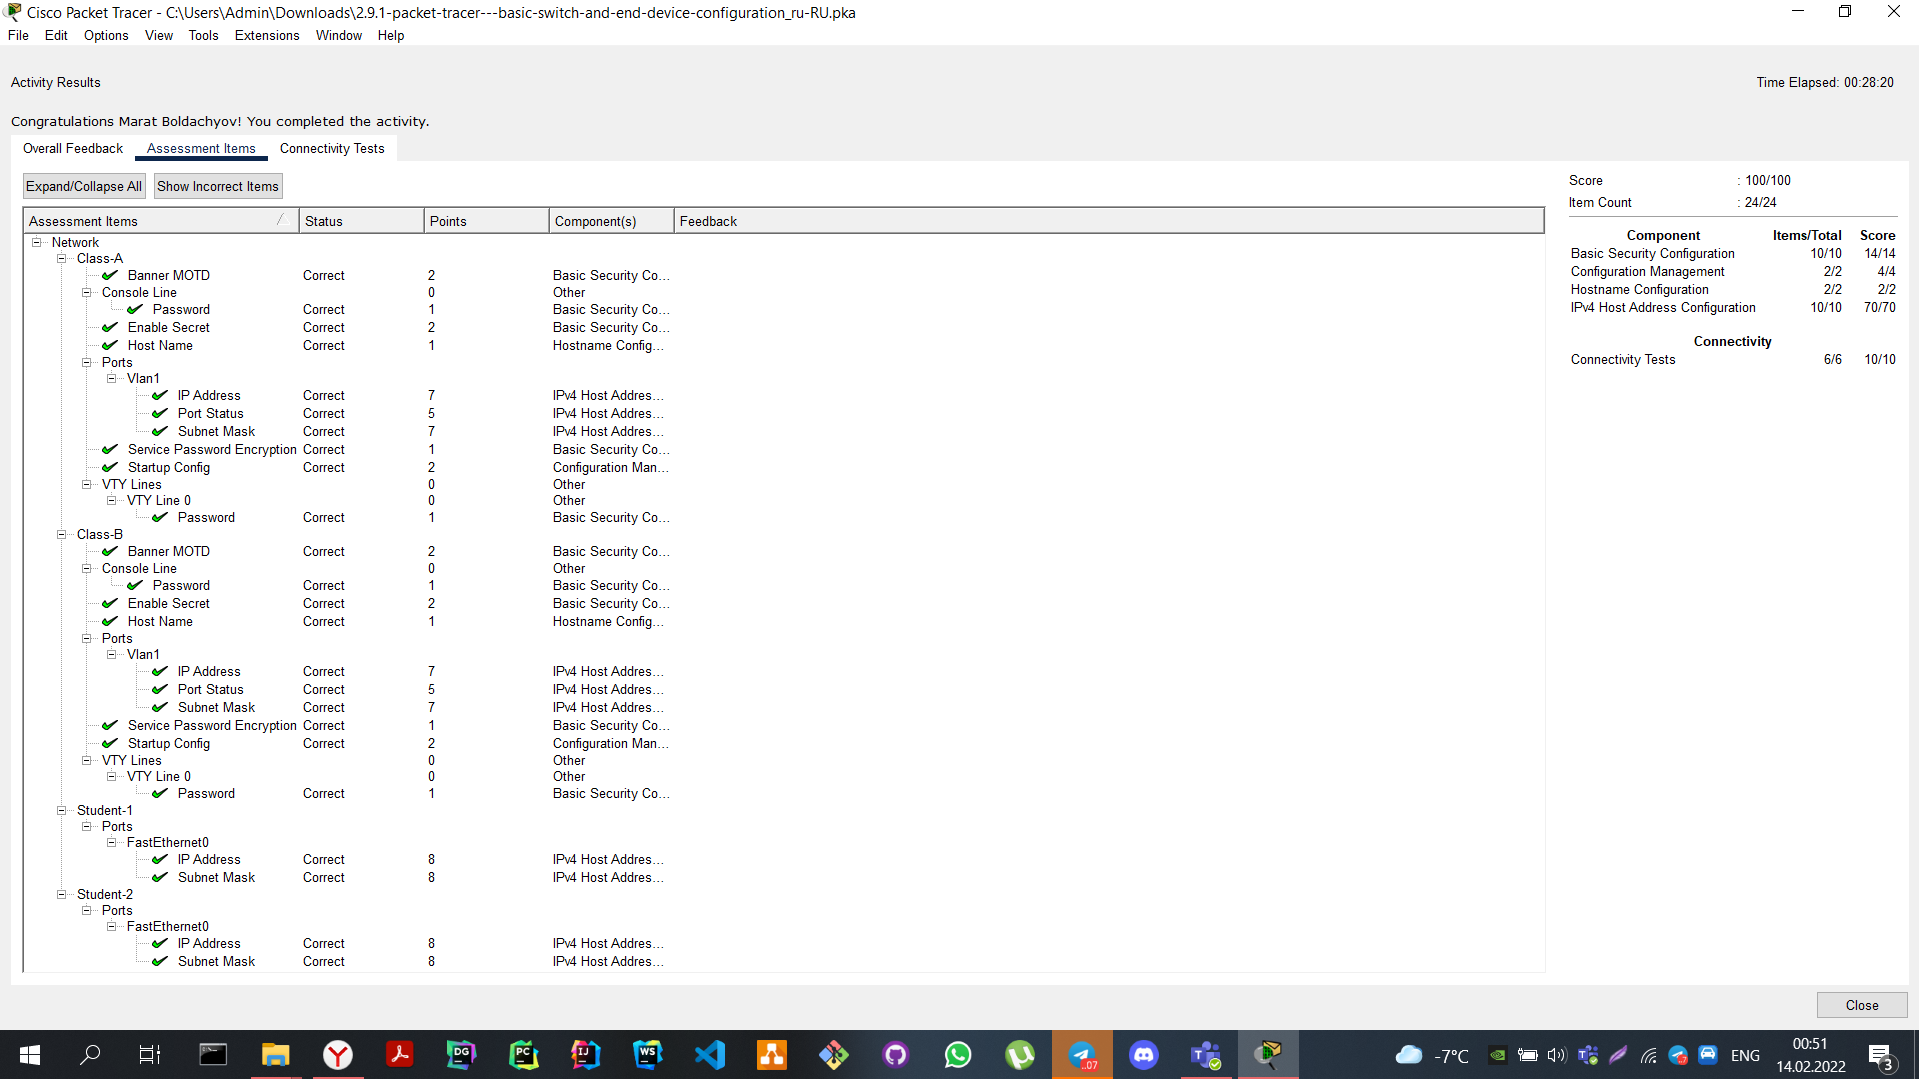 Cisco Packet Tracer - C:\Users\Admin\Downloads\2.9.1-packet-tracer---basic-switch-and-end-device-configuration_ru-RU.pka
File Edit Options View Tools Extensions Window Help
Activity Results
Time Elapsed: 00:28:20
Congratulations Marat Boldachyov! You completed the activity.
Overall Feedback Assessment Items Connectivity Tests
Expand/Collapse All Show Incorrect Items
Assessment Items Status Points Component(s) Feedback
Network
Class-A
Banner MOTD Correct 2 Basic Security Co...
Console Line 0 Other
Password Correct 1 Basic Security Co...
Enable Secret Correct 2 Basic Security Co...
Host Name Correct 1 Hostname Config...
Ports
Vlan1
IP Address Correct 7 IPv4 Host Addres...
Port Status Correct 5 IPv4 Host Addres...
Subnet Mask Correct 7 IPv4 Host Addres...
Service Password Encryption Correct 1 Basic Security Co...
Startup Config Correct 2 Configuration Man...
VTY Lines 0 Other
VTY Line 0 0 Other
Password Correct 1 Basic Security Co...
Class-B
Banner MOTD Correct 2 Basic Security Co...
Console Line 0 Other
Password Correct 1 Basic Security Co...
Enable Secret Correct 2 Basic Security Co...
Host Name Correct 1 Hostname Config...
Ports
Vlan1
IP Address Correct 7 IPv4 Host Addres...
Port Status Correct 5 IPv4 Host Addres...
Subnet Mask Correct 7 IPv4 Host Addres...
Service Password Encryption Correct 1 Basic Security Co...
Startup Config Correct 2 Configuration Man...
VTY Lines 0 Other
VTY Line 0 0 Other
Password Correct 1 Basic Security Co...
Student-1
Ports
FastEthernet0
IP Address Correct 8 IPv4 Host Addres...
Subnet Mask Correct 8 IPv4 Host Addres...
Student-2
Ports
FastEthernet0
IP Address Correct 8 IPv4 Host Addres...
Subnet Mask Correct 8 IPv4 Host Addres...
Score : 100/100
Item Count : 24/24
Component Items/Total Score
Basic Security Configuration 10/10 14/14
Configuration Management 2/2 4/4
Hostname Configuration 2/2 2/2
IPv4 Host Address Configuration 10/10 70/70
Connectivity
Connectivity Tests 6/6 10/10
Close
DG PC IJ WS ..07
-7°C
ENG
00:51
14.02.2022
3